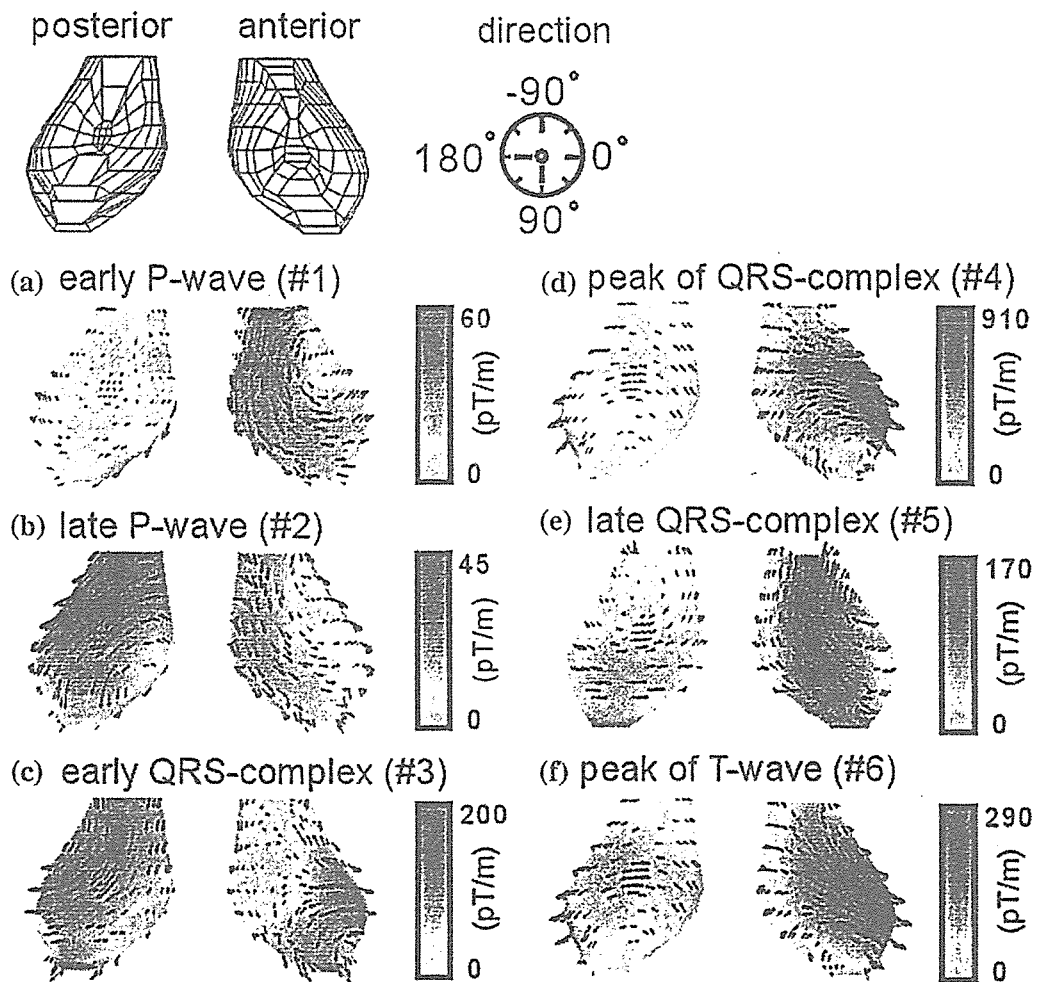 posterior anterior direction
-90°
180° 0°
90°
(a) early P-wave (#1)
60
(pT/m)
0
(d) peak of QRS-complex (#4)
910
(pT/m)
0
(b) late P-wave (#2)
45
(pT/m)
0
(e) late QRS-complex (#5)
170
(pT/m)
0
(c) early QRS-complex (#3)
200
(pT/m)
0
(f) peak of T-wave (#6)
290
(pT/m)
0